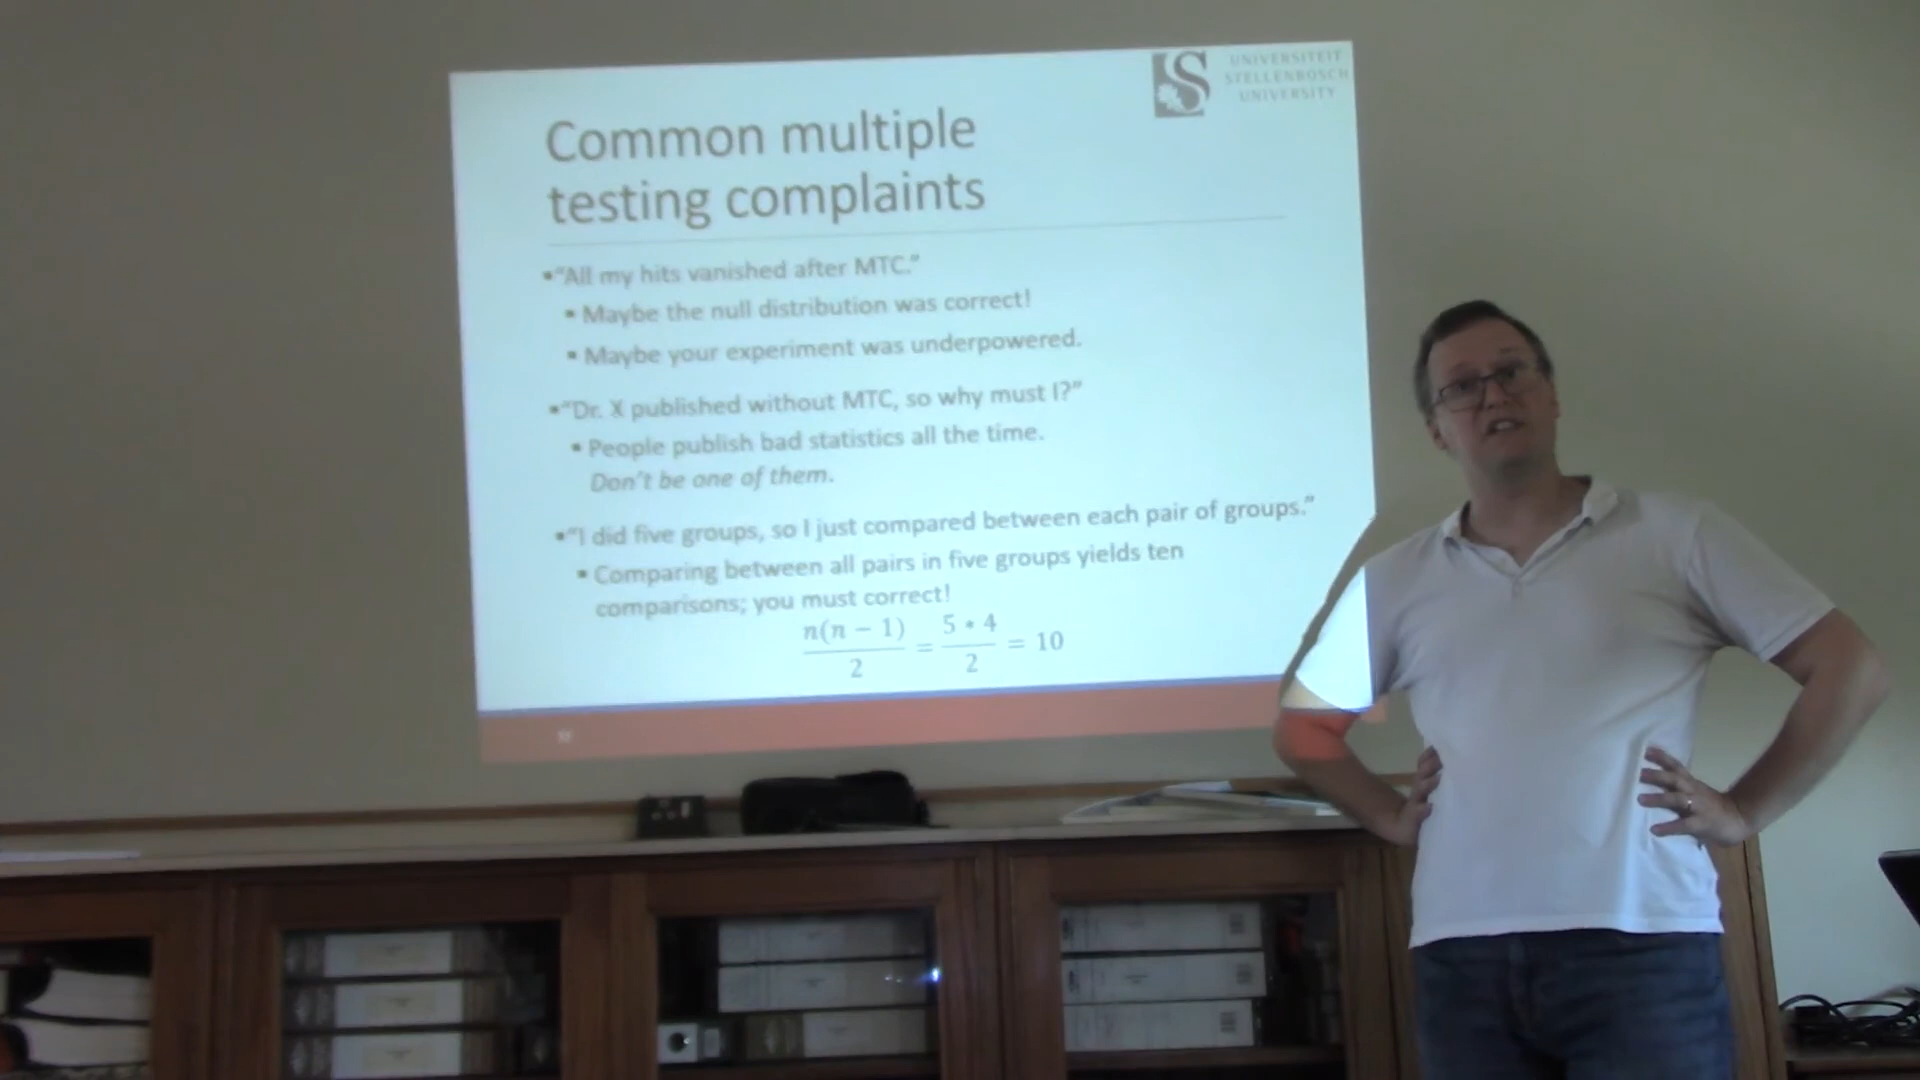 UNIVERSITEIT
STELLENBOSCH
UNIVERSITY
Common multiple
testing complaints
▪“All my hits vanished after MTC.”
▪ Maybe the null distribution was correct!
▪ Maybe your experiment was underpowered.
▪“Dr. X published without MTC, so why must I?”
▪ People publish bad statistics all the time.
Don’t be one of them.
▪“I did five groups, so I just compared between each pair of groups.”
▪ Comparing between all pairs in five groups yields ten
comparisons; you must correct!
n(n − 1)/2 = 5 * 4/2 = 10